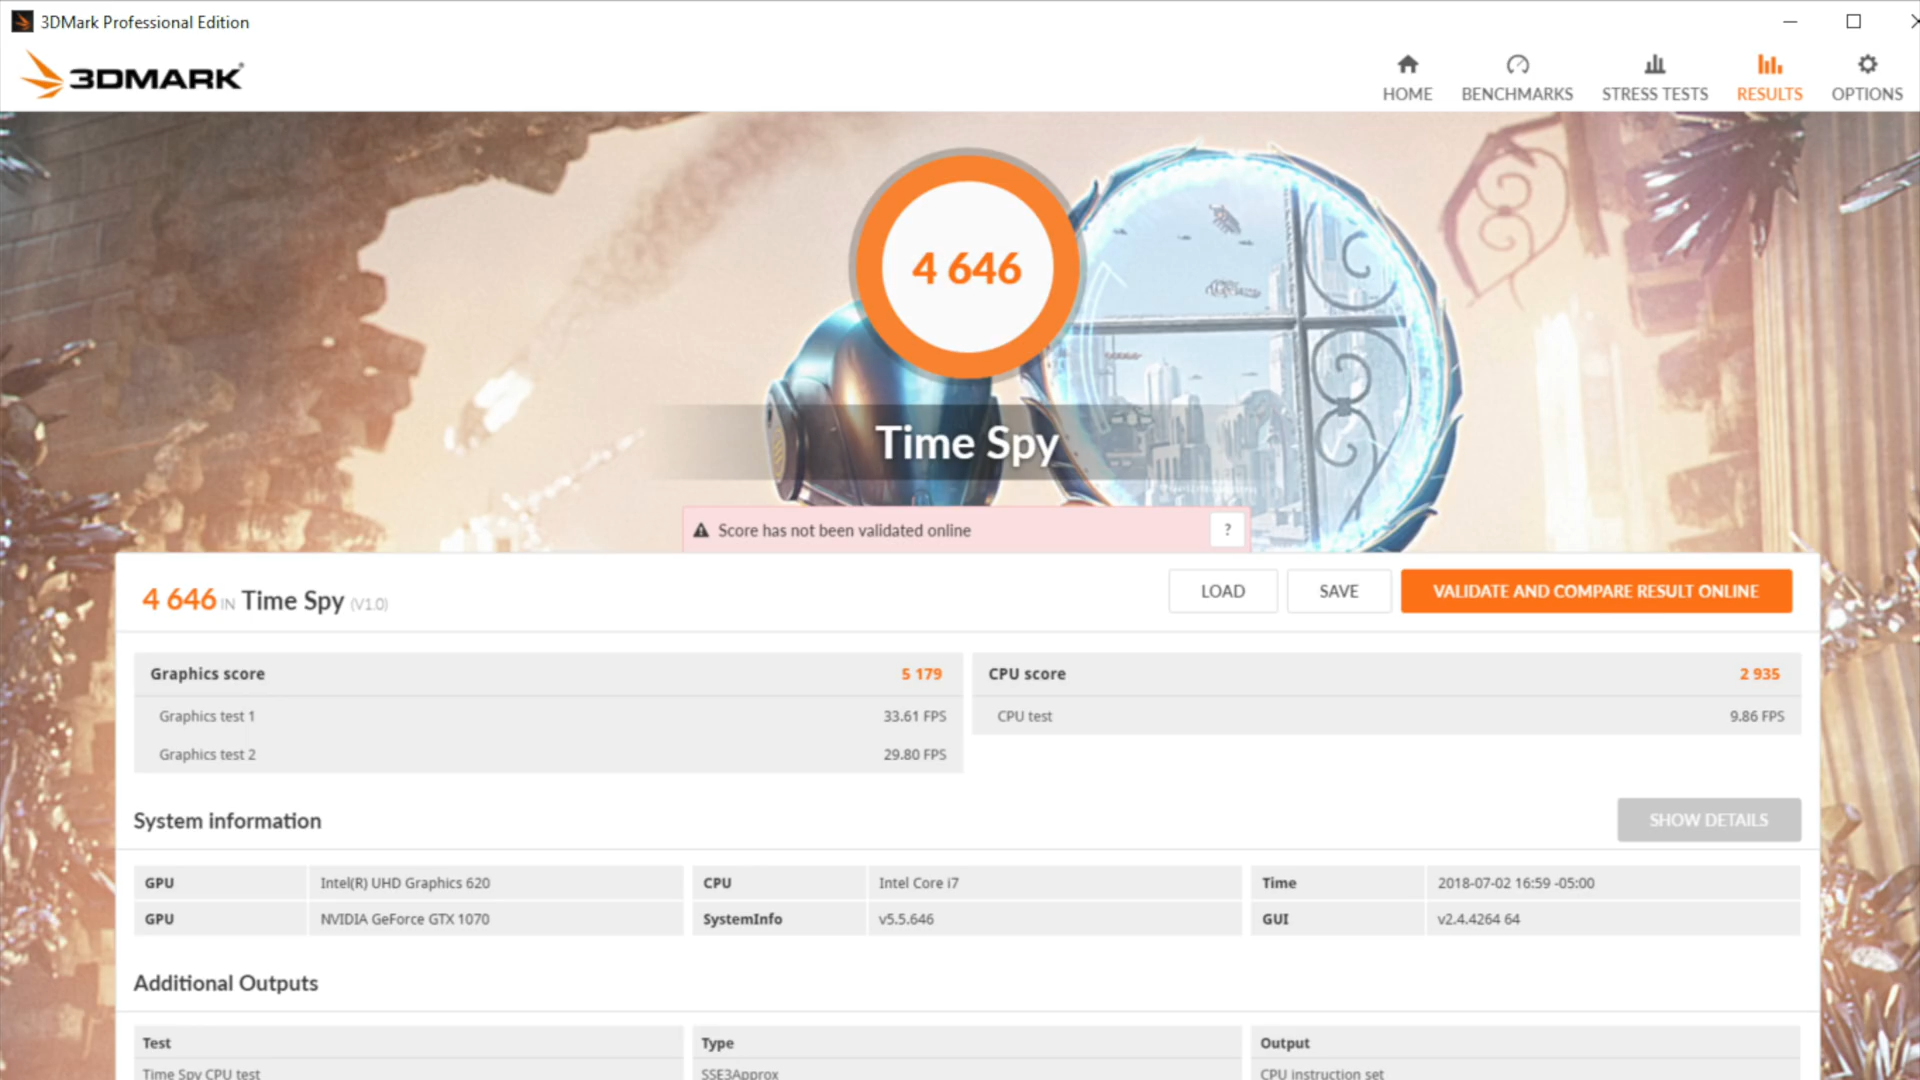 3DMark Professional Edition
3DMARK
HOME
BENCHMARKS
STRESS TESTS
RESULTS
OPTIONS
4 646
Time Spy
Score has not been validated online
?
4 646 IN Time Spy (V1.0)
LOAD
SAVE
VALIDATE AND COMPARE RESULT ONLINE
Graphics score 5 179
Graphics test 1 33.61 FPS
Graphics test 2 29.80 FPS
CPU score 2 935
CPU test 9.86 FPS
System information
SHOW DETAILS
GPU Intel(R) UHD Graphics 620 CPU Intel Core i7 Time 2018-07-02 16:59 -05:00
GPU NVIDIA GeForce GTX 1070 SystemInfo v5.5.646 GUI v2.4.4264 64
Additional Outputs
Test Type Output
Time Spy CPU test SSE3Approx CPU instruction set